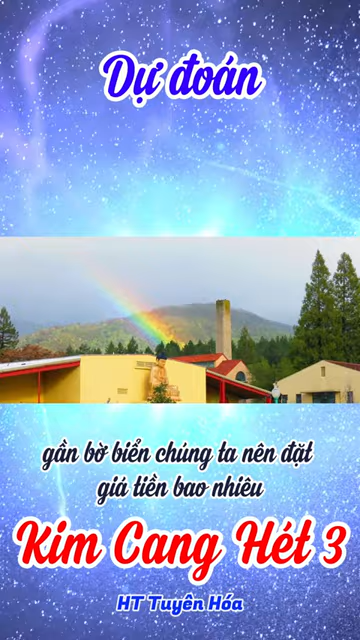 Dự đoán
gần bờ biển chúng ta nên đặt
giá tiền bao nhiêu
Kim Cang Hét 3
HT Tuyên Hóa